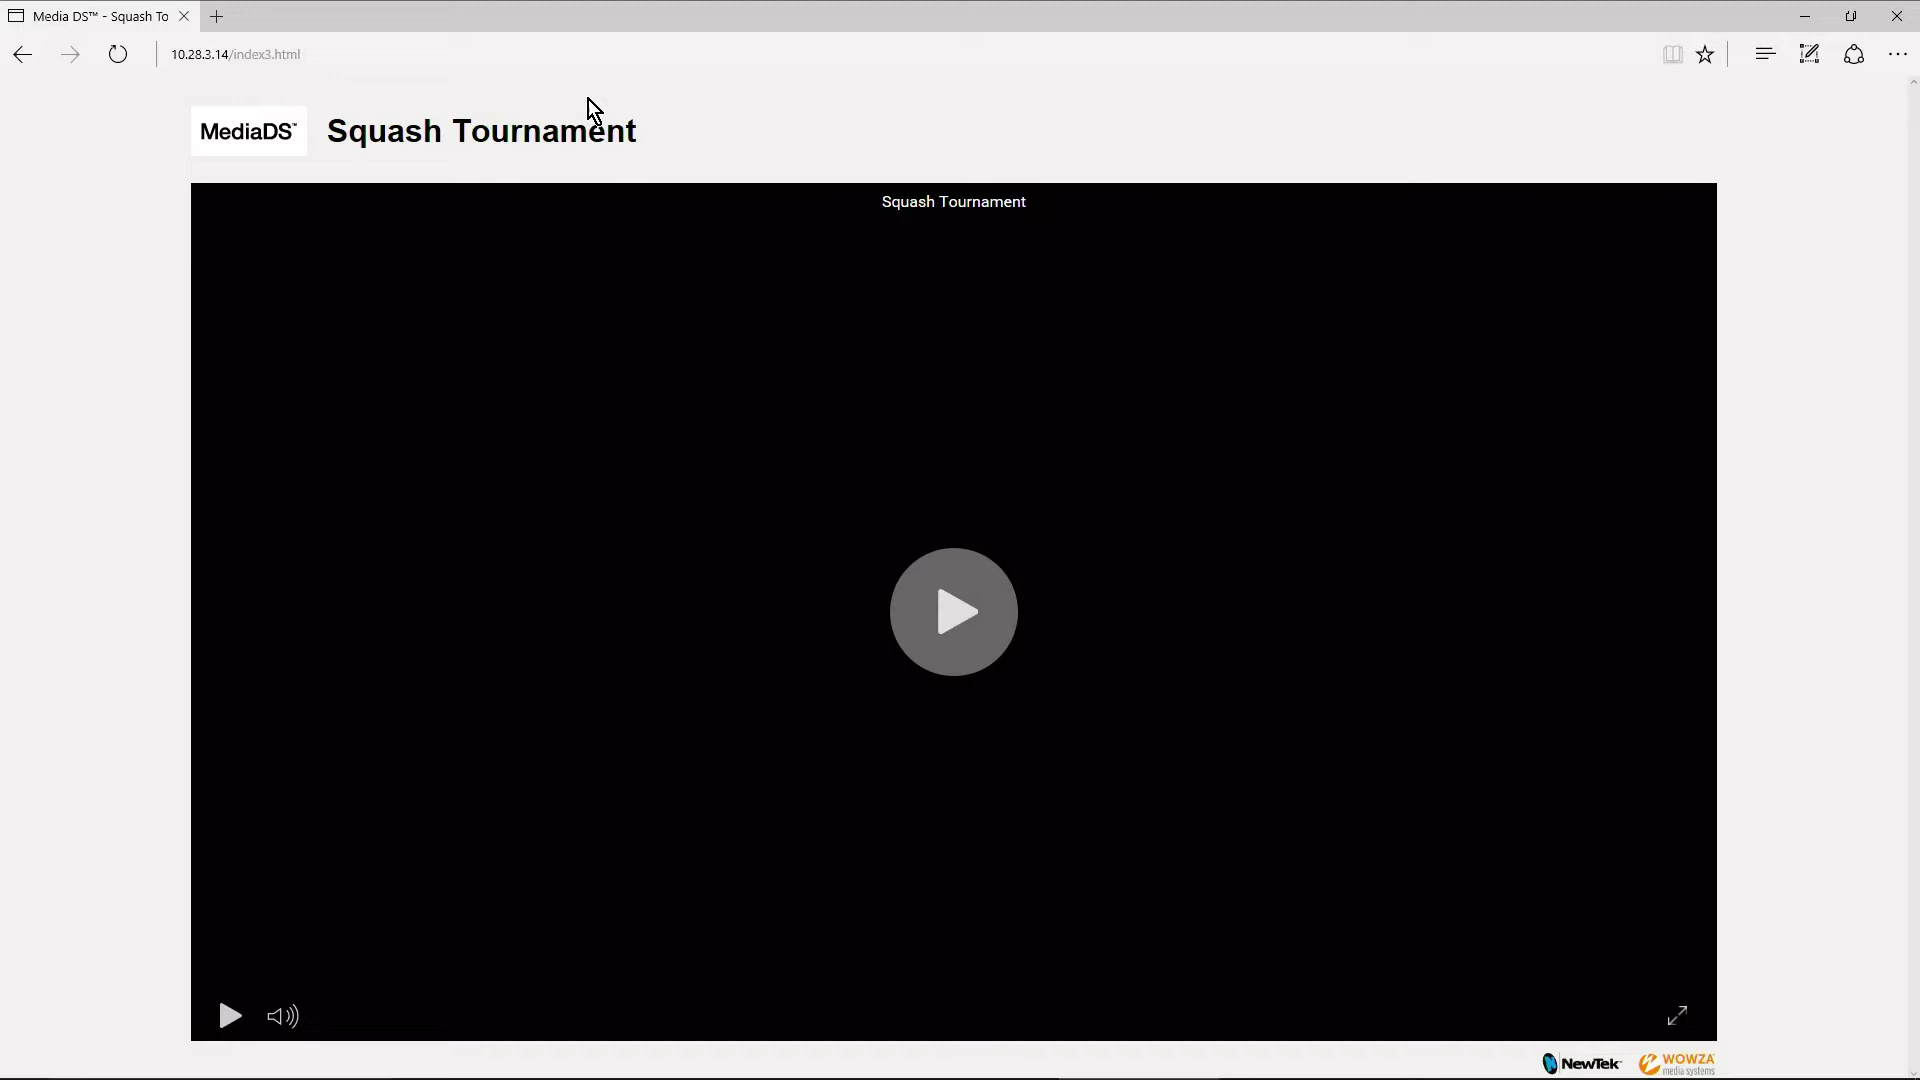 Media DS™ - Squash To
10.28.3.14/index3.html
MediaDS™
Squash Tournament
Squash Tournament
NewTek
WOWZA
media systems